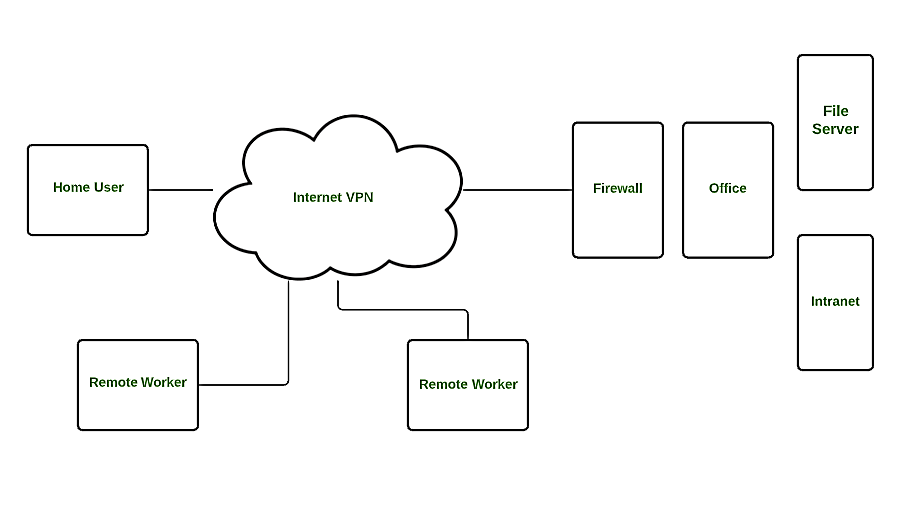 File
Server
Home User
Internet VPN
Firewall
Office
Intranet
Remote Worker
Remote Worker